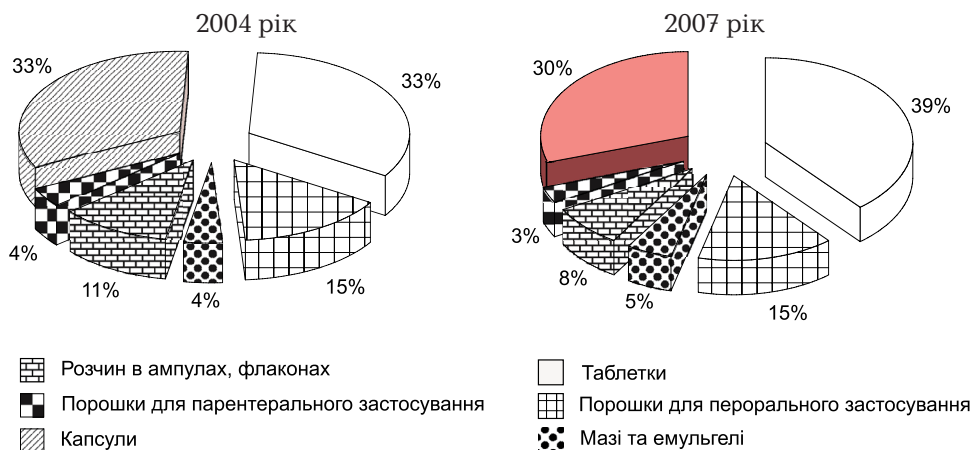 2004 рік
2007 рік
33%
33%
4%
11%
4%
15%
30%
39%
3%
8%
5%
15%
Розчин в ампулах, флаконах
Порошки для парентерального застосування
Капсули
Таблетки
Порошки для перорального застосування
Мазі та емульгелі